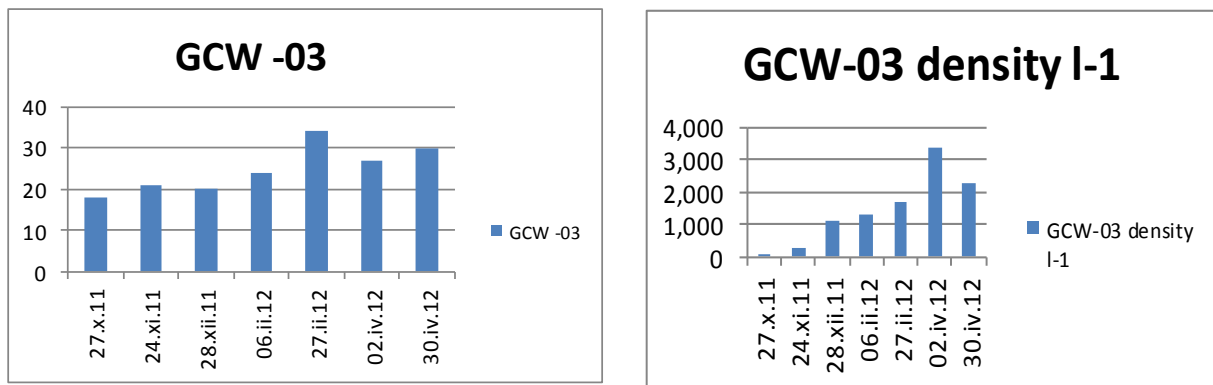 GCW -03
40
30
20
10
0
27.x.11
24.xi.11
28.xii.11
06.ii.12
27.ii.12
02.iv.12
30.iv.12
GCW -03
GCW-03 density l-1
4,000
3,000
2,000
1,000
0
27.x.11
24.xi.11
28.xii.11
06.ii.12
27.ii.12
02.iv.12
30.iv.12
GCW-03 density
l-1